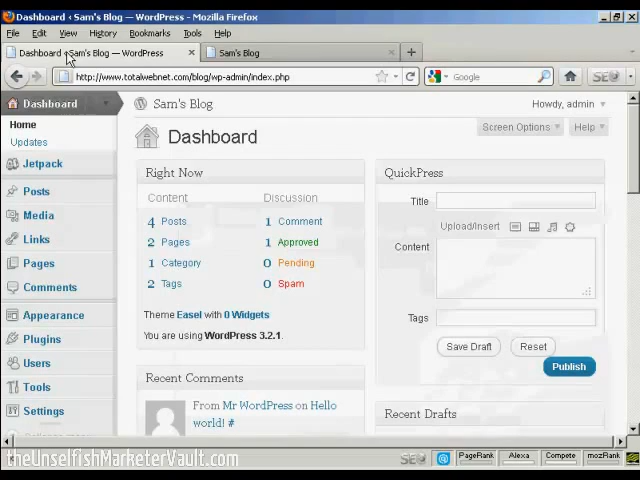 Dashboard ‹ Sam's Blog — WordPress - Mozilla Firefox
File Edit View History Bookmarks Tools Help
Dashboard ‹ Sam's Blog — WordPress × Sam's Blog × +
http://www.totalwebnet.com/blog/wp-admin/index.php Google SEO
Dashboard
Sam's Blog
Howdy, admin
Home
Updates
Jetpack
Posts
Media
Links
Pages
Comments
Appearance
Plugins
Users
Tools
Settings
Dashboard
Screen Options
Help
Right Now
Content Discussion
4 Posts 1 Comment
2 Pages 1 Approved
1 Category 0 Pending
2 Tags 0 Spam
Theme Easel with 0 Widgets
You are using WordPress 3.2.1.
Recent Comments
From Mr WordPress on Hello
world! #
QuickPress
Title
Upload/Insert
Content
Tags
Save Draft Reset
Publish
Recent Drafts
theUnselfishMarketerVault.com
SEO PageRank Alexa Compete mozRank